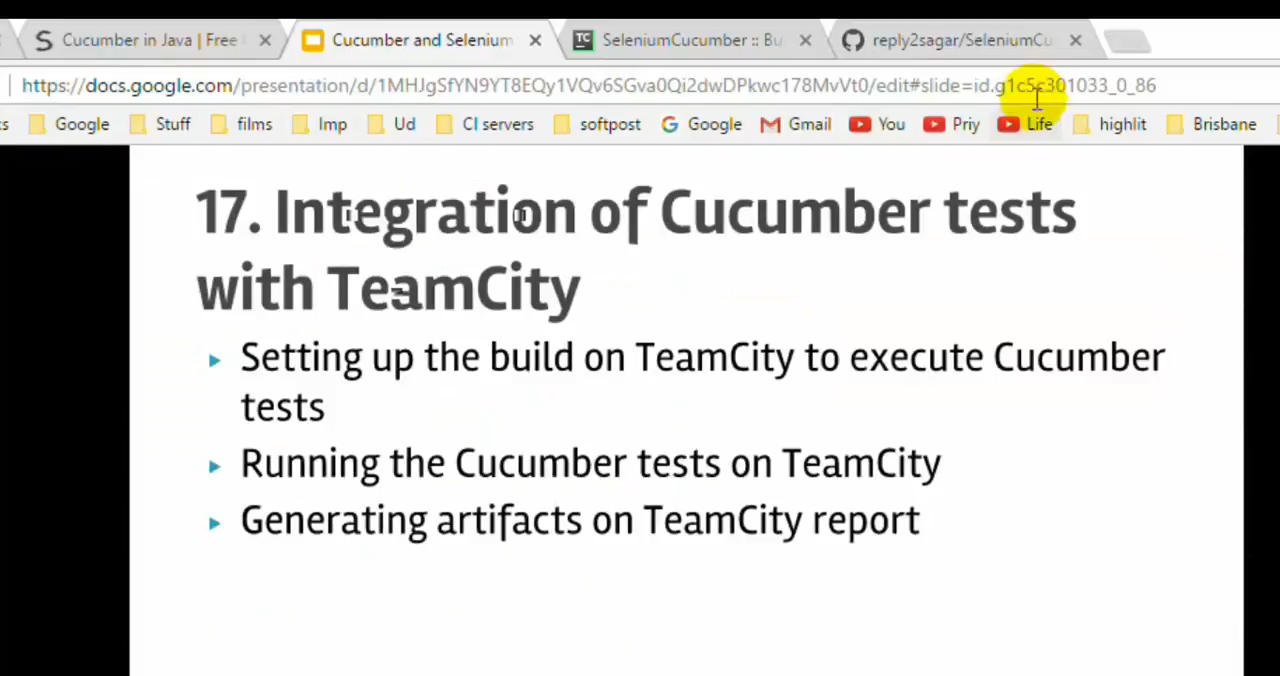 Cucumber in Java | Free
Cucumber and Selenium
SeleniumCucumber :: Bu
reply2sagar/SeleniumCu
https://docs.google.com/presentation/d/1MHJgSfYN9YT8EQy1VQv6SGva0Qi2dwDPkwc178MvVt0/edit#slide=id.g1c5c301033_0_86
Google Stuff films Imp Ud CI servers softpost Google Gmail You Priy Life highlit Brisbane
17. Integration of Cucumber tests
with TeamCity
Setting up the build on TeamCity to execute Cucumber
tests
Running the Cucumber tests on TeamCity
Generating artifacts on TeamCity report